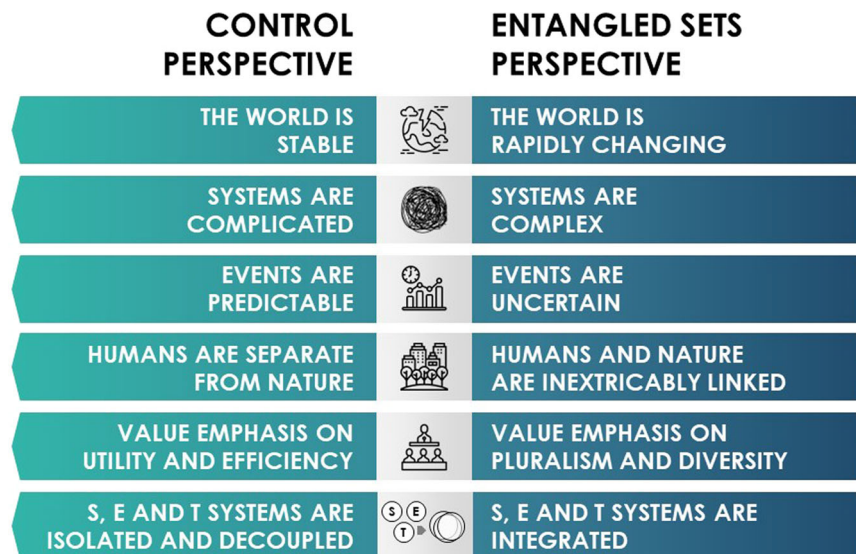 CONTROL
PERSPECTIVE
ENTANGLED SETS
PERSPECTIVE
THE WORLD IS
STABLE
THE WORLD IS
RAPIDLY CHANGING
SYSTEMS ARE
COMPLICATED
SYSTEMS ARE
COMPLEX
EVENTS ARE
PREDICTABLE
EVENTS ARE
UNCERTAIN
HUMANS ARE SEPARATE
FROM NATURE
HUMANS AND NATURE
ARE INEXTRICABLY LINKED
VALUE EMPHASIS ON
UTILITY AND EFFICIENCY
VALUE EMPHASIS ON
PLURALISM AND DIVERSITY
S, E AND T SYSTEMS ARE
ISOLATED AND DECOUPLED
S E
T
S, E AND T SYSTEMS ARE
INTEGRATED